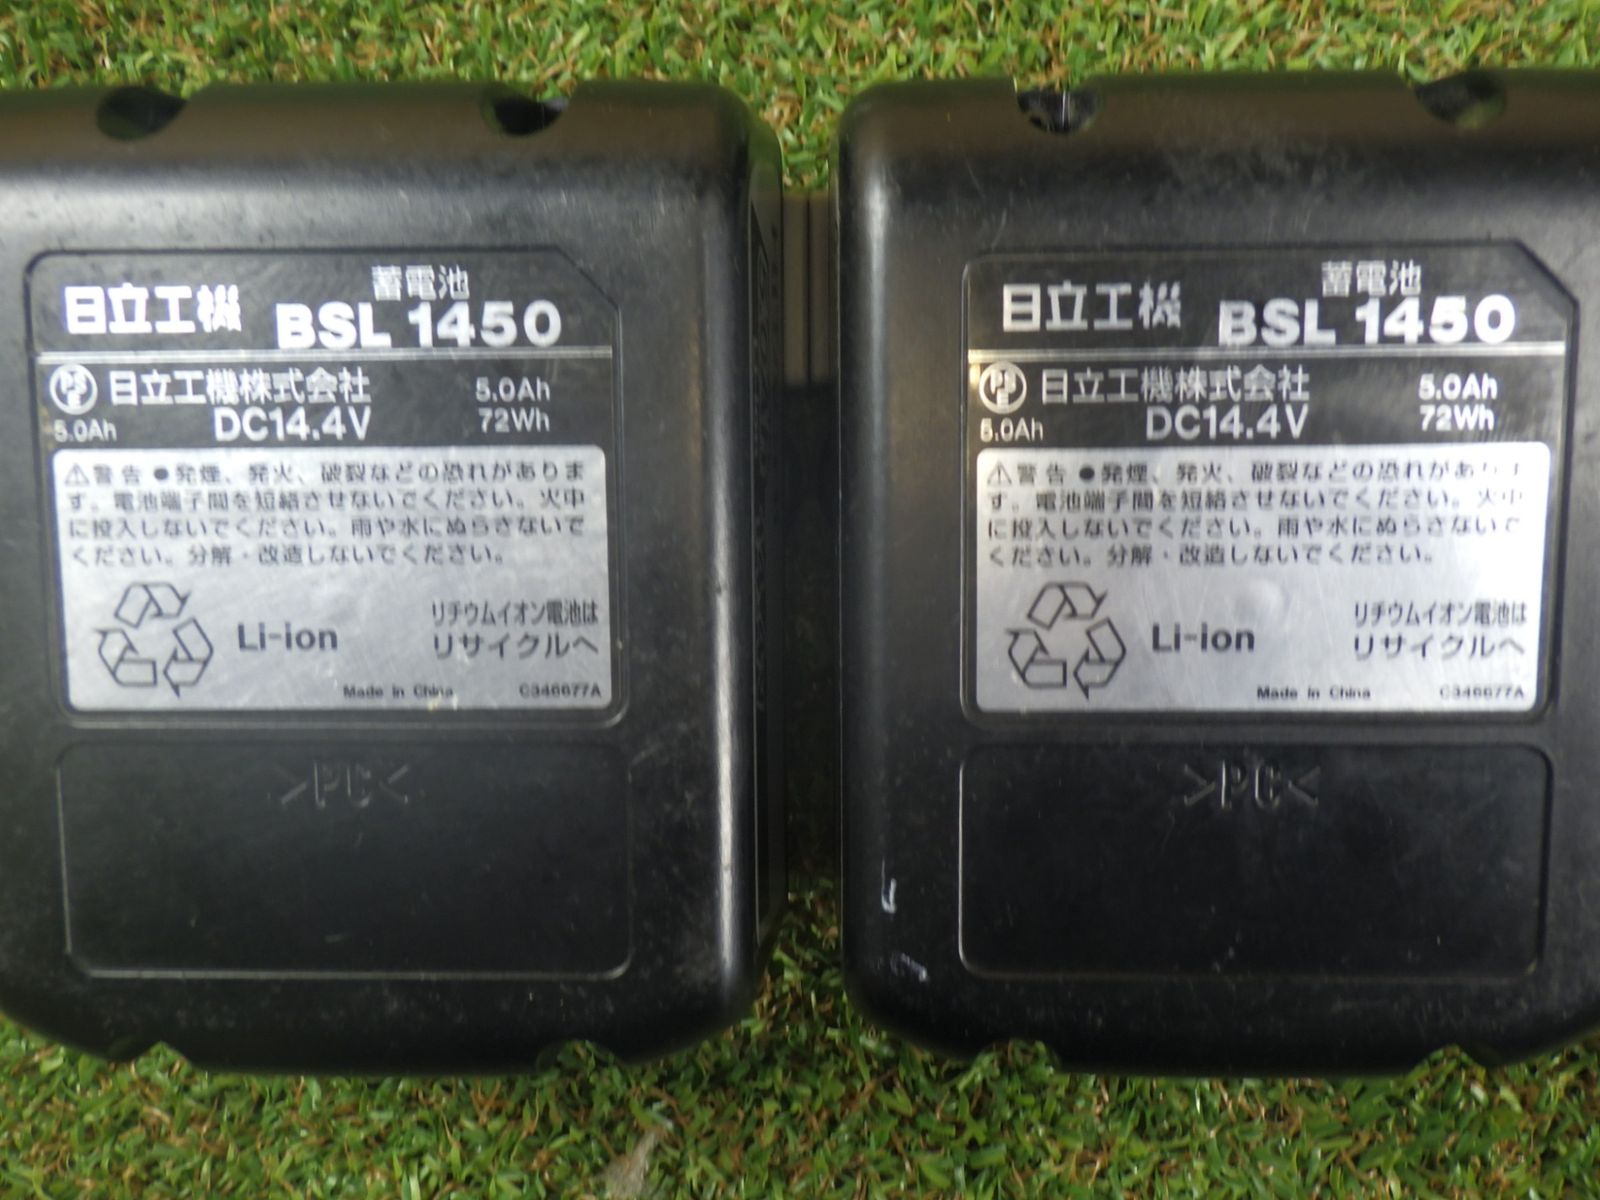 蓄電池
日立工機 BSL 1450
PSE 日立工機株式会社 5.0Ah
5.0Ah DC14.4V 72Wh
⚠警告 ●発煙、発火、破裂などの恐れがありま
す。電池端子間を短絡させないでください。火中
に投入しないでください。雨や水にぬらさないで
ください。分解・改造しないでください。
リチウムイオン電池は
Li-ion リサイクルへ
Made in China C346677A
>PC<
蓄電池
日立工機 BSL 1450
PSE 日立工機株式会社 5.0Ah
5.0Ah DC14.4V 72Wh
⚠警告 ●発煙、発火、破裂などの恐れがありま
す。電池端子間を短絡させないでください。火中
に投入しないでください。雨や水にぬらさないで
ください。分解・改造しないでください。
リチウムイオン電池は
Li-ion リサイクルへ
Made in China C346677A
>PC<